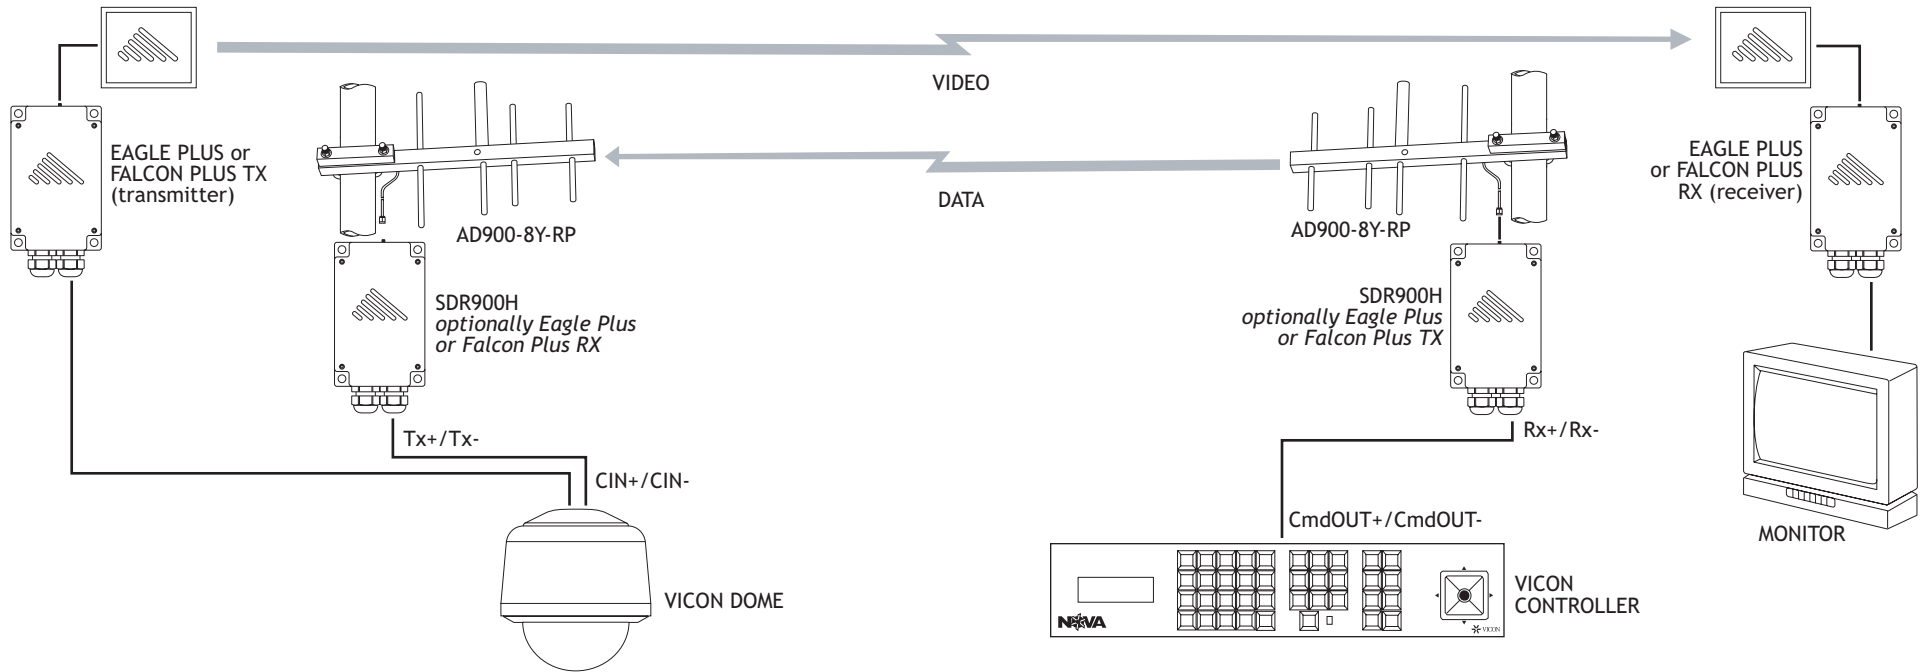 VIDEO
EAGLE PLUS or
FALCON PLUS TX
(transmitter)
EAGLE PLUS
or FALCON PLUS
RX (receiver)
DATA
AD900-8Y-RP
AD900-8Y-RP
SDR900H
optionally Eagle Plus
or Falcon Plus RX
SDR900H
optionally Eagle Plus
or Falcon Plus TX
Tx+/Tx-
Rx+/Rx-
CIN+/CIN-
CmdOUT+/CmdOUT-
MONITOR
VICON DOME
VICON
CONTROLLER
NOVA
VICON